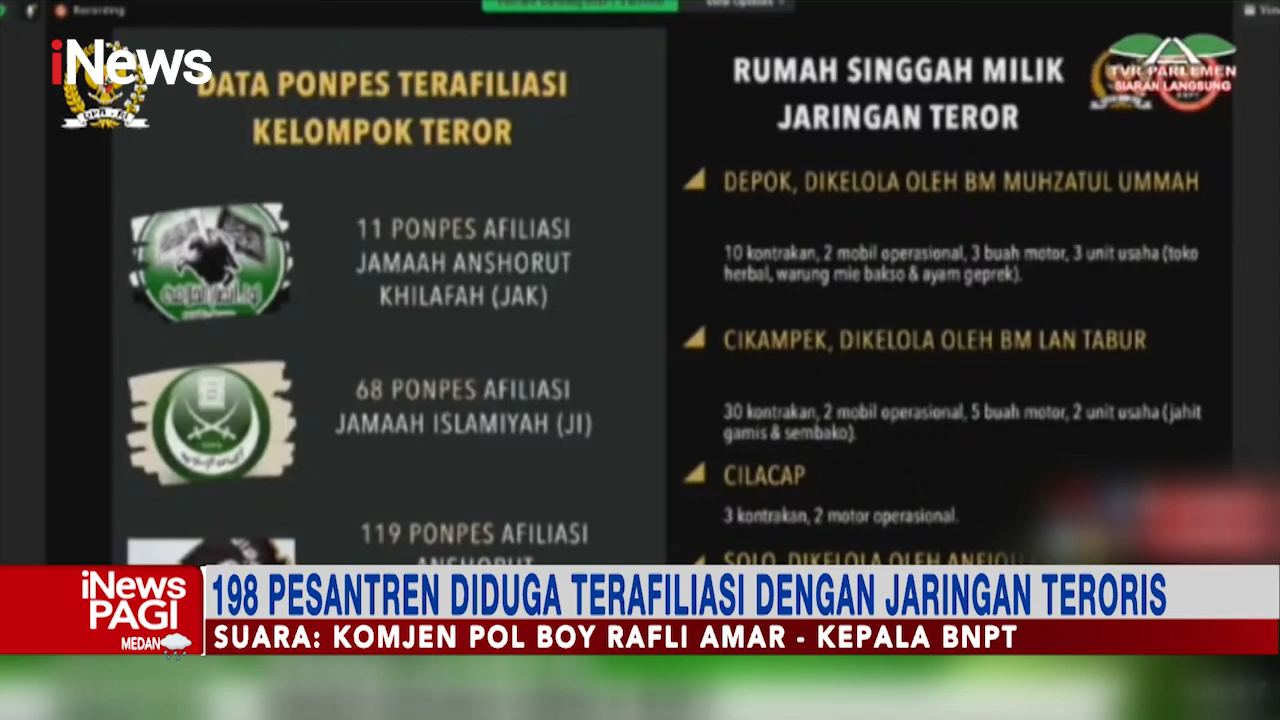 Recording
iNews
DATA PONPES TERAFILIASI
KELOMPOK TEROR
11 PONPES AFILIASI
JAMAAH ANSHORUT
KHILAFAH (JAK)
68 PONPES AFILIASI
JAMAAH ISLAMIYAH (JI)
119 PONPES AFILIASI
ANSHORUT
RUMAH SINGGAH MILIK
JARINGAN TEROR
TVR PARLEMEN
SIARAN LANGSUNG
DEPOK, DIKELOLA OLEH BM MUHZATUL UMMAH
10 kontrakan, 2 mobil operasional, 3 buah motor, 3 unit usaha (toko
herbal, warung mie bakso & ayam geprek).
CIKAMPEK, DIKELOLA OLEH BM LAN TABUR
30 kontrakan, 2 mobil operasional, 5 buah motor, 2 unit usaha (jahit
gamis & sembako).
CILACAP
3 kontrakan, 2 motor operasional.
SOLO, DIKELOLA OLEH
iNews
PAGI
MEDAN
198 PESANTREN DIDUGA TERAFILIASI DENGAN JARINGAN TERORIS
SUARA: KOMJEN POL BOY RAFLI AMAR - KEPALA BNPT